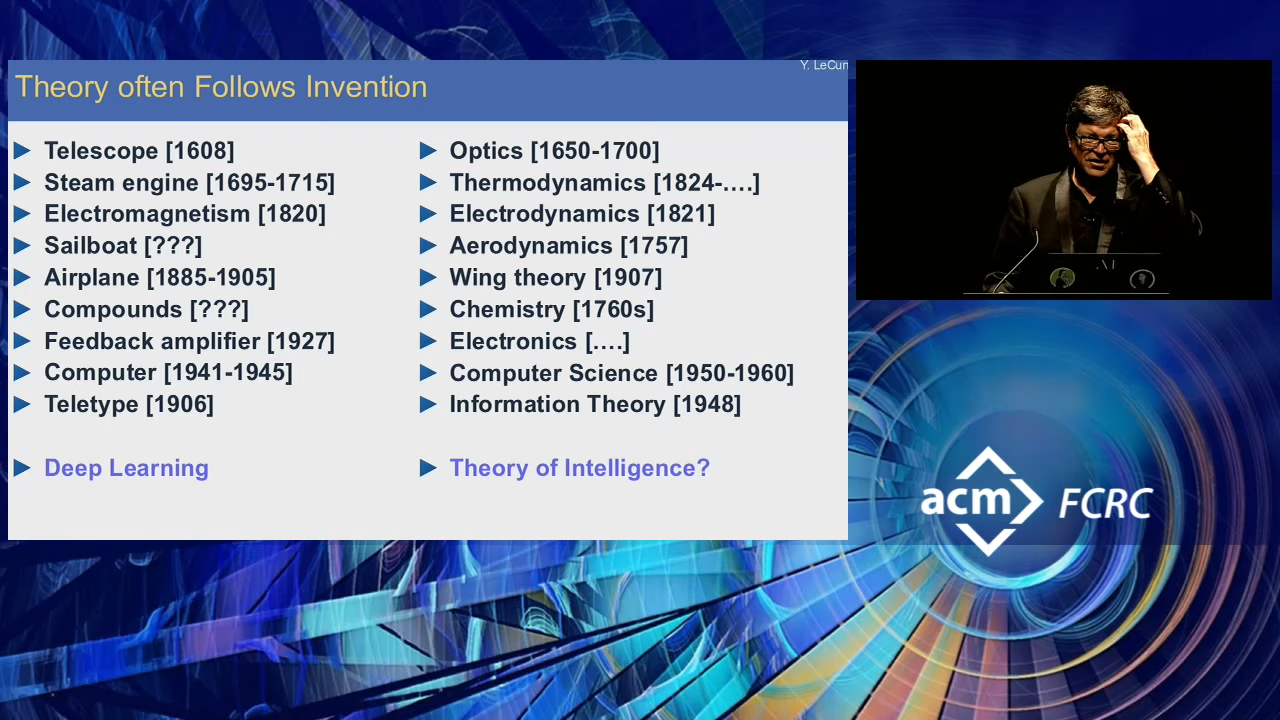 Y. LeCun
Theory often Follows Invention
Telescope [1608]
Steam engine [1695-1715]
Electromagnetism [1820]
Sailboat [???]
Airplane [1885-1905]
Compounds [???]
Feedback amplifier [1927]
Computer [1941-1945]
Teletype [1906]
Deep Learning
Optics [1650-1700]
Thermodynamics [1824-….]
Electrodynamics [1821]
Aerodynamics [1757]
Wing theory [1907]
Chemistry [1760s]
Electronics [….]
Computer Science [1950-1960]
Information Theory [1948]
Theory of Intelligence?
acm FCRC